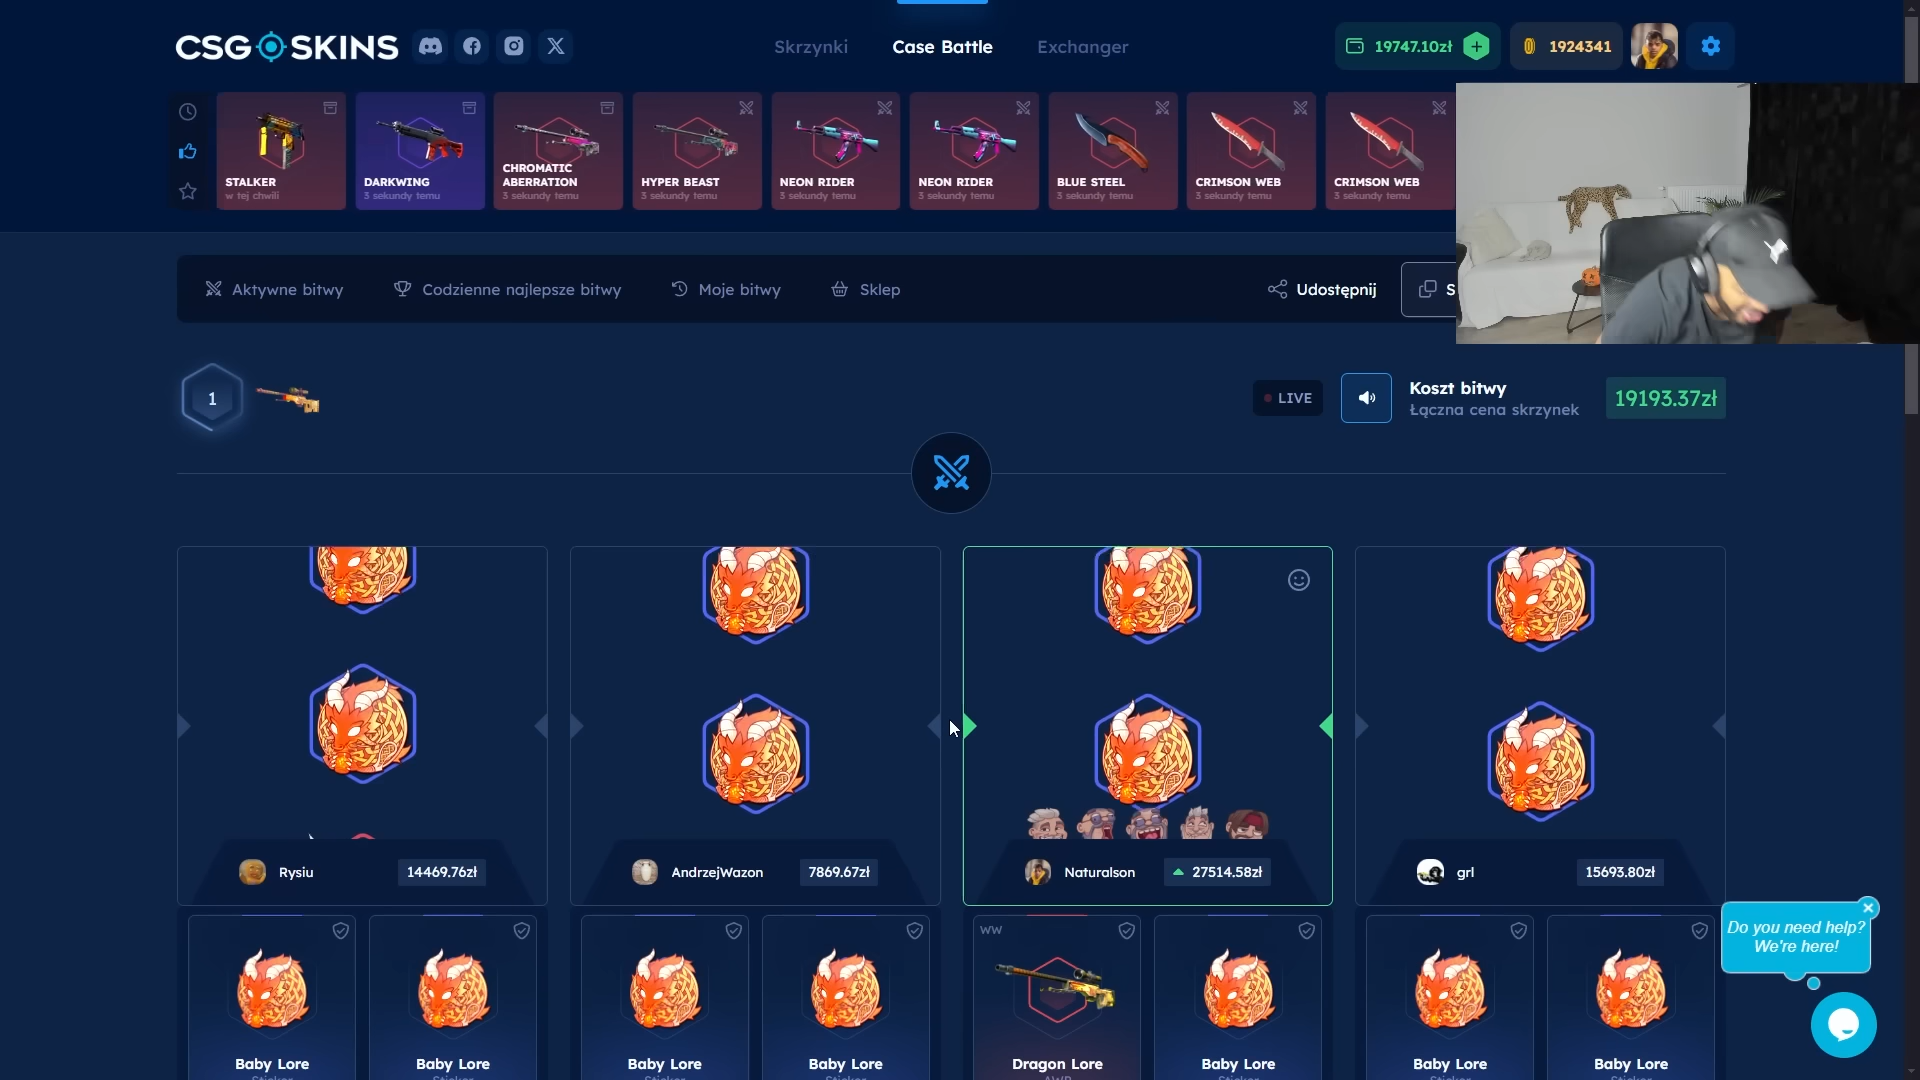 CSG SKINS
Skrzynki
Case Battle
Exchanger
19747.10zł
1924341
STALKER
w tej chwili
DARKWING
3 sekundy temu
CHROMATIC
ABERRATION
3 sekundy temu
HYPER BEAST
3 sekundy temu
NEON RIDER
3 sekundy temu
NEON RIDER
3 sekundy temu
BLUE STEEL
3 sekundy temu
CRIMSON WEB
3 sekundy temu
CRIMSON WEB
3 sekundy temu
Aktywne bitwy
Codzienne najlepsze bitwy
Moje bitwy
Sklep
Udostępnij
S
1
LIVE
Koszt bitwy
Łączna cena skrzynek
19193.37zł
Rysiu
14469.76zł
AndrzejWazon
7869.67zł
Naturalson
27514.58zł
grl
15693.80zł
WW
Baby Lore
Baby Lore
Baby Lore
Baby Lore
Dragon Lore
Baby Lore
Baby Lore
Baby Lore
Do you need help?
We're here!